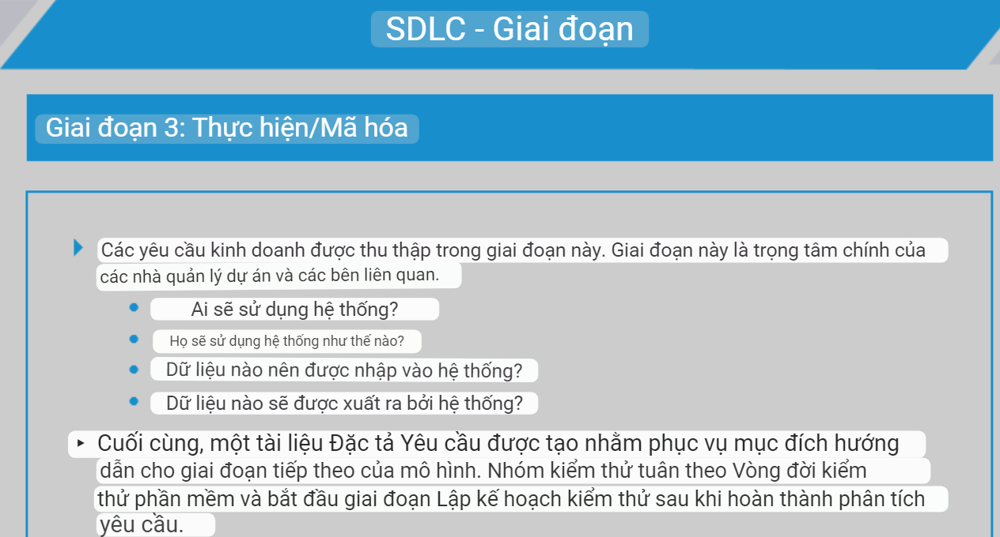 SDLC - Giai đoạn
Giai đoạn 3: Thực hiện/Mã hóa
Các yêu cầu kinh doanh được thu thập trong giai đoạn này. Giai đoạn này là trọng tâm chính của
các nhà quản lý dự án và các bên liên quan.
Ai sẽ sử dụng hệ thống?
Họ sẽ sử dụng hệ thống như thế nào?
Dữ liệu nào nên được nhập vào hệ thống?
Dữ liệu nào sẽ được xuất ra bởi hệ thống?
Cuối cùng, một tài liệu Đặc tả Yêu cầu được tạo nhằm phục vụ mục đích hướng
dẫn cho giai đoạn tiếp theo của mô hình. Nhóm kiểm thử tuân theo Vòng đời kiểm
thử phần mềm và bắt đầu giai đoạn Lập kế hoạch kiểm thử sau khi hoàn thành phân tích
yêu cầu.